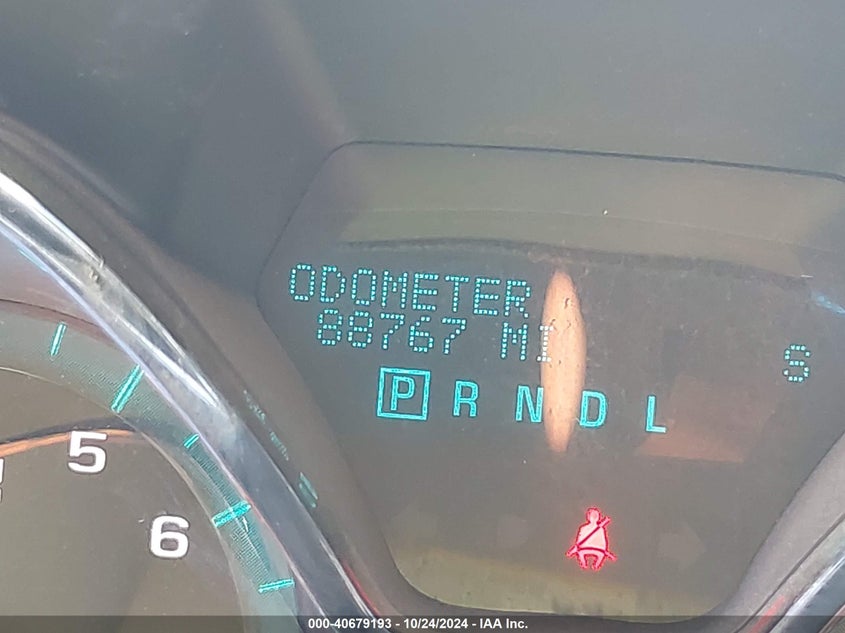 ODOMETER
88767 MI
S
P R N D L
5
6
000-40679193 - 10/24/2024 - IAA Inc.